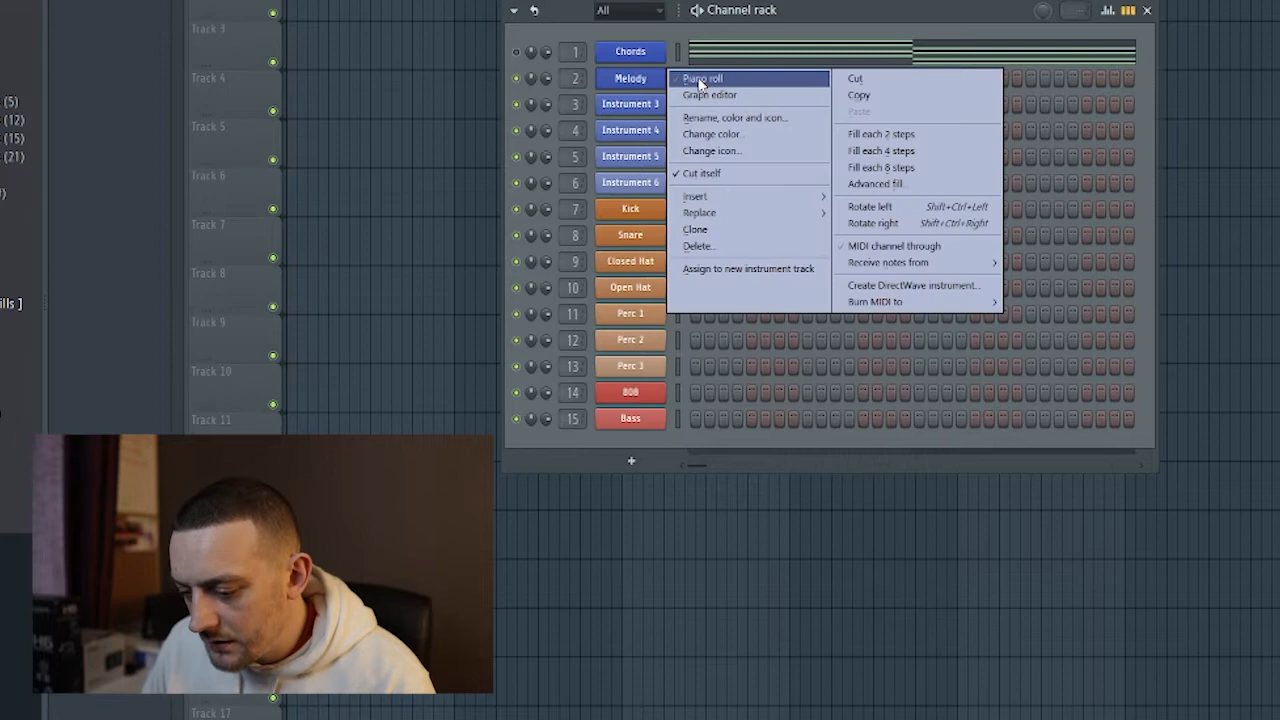 All
Channel rack
Track 3
Track 4
Track 5
Track 6
Track 7
Track 8
Track 9
Track 10
Track 11
Track 17
(5)
(12)
(15)
(21)
ills ]
1 Chords
2 Melody
3 Instrument 3
4 Instrument 4
5 Instrument 5
6 Instrument 6
7 Kick
8 Snare
9 Closed Hat
10 Open Hat
11 Perc 1
12 Perc 2
13 Perc 3
14 808
15 Bass
Piano roll
Graph editor
Rename, color and icon...
Change color...
Change icon...
Cut itself
Insert
Replace
Clone
Delete...
Assign to new instrument track
Cut
Copy
Paste
Fill each 2 steps
Fill each 4 steps
Fill each 8 steps
Advanced fill...
Rotate left Shift+Ctrl+Left
Rotate right Shift+Ctrl+Right
MIDI channel through
Receive notes from
Create DirectWave instrument...
Burn MIDI to